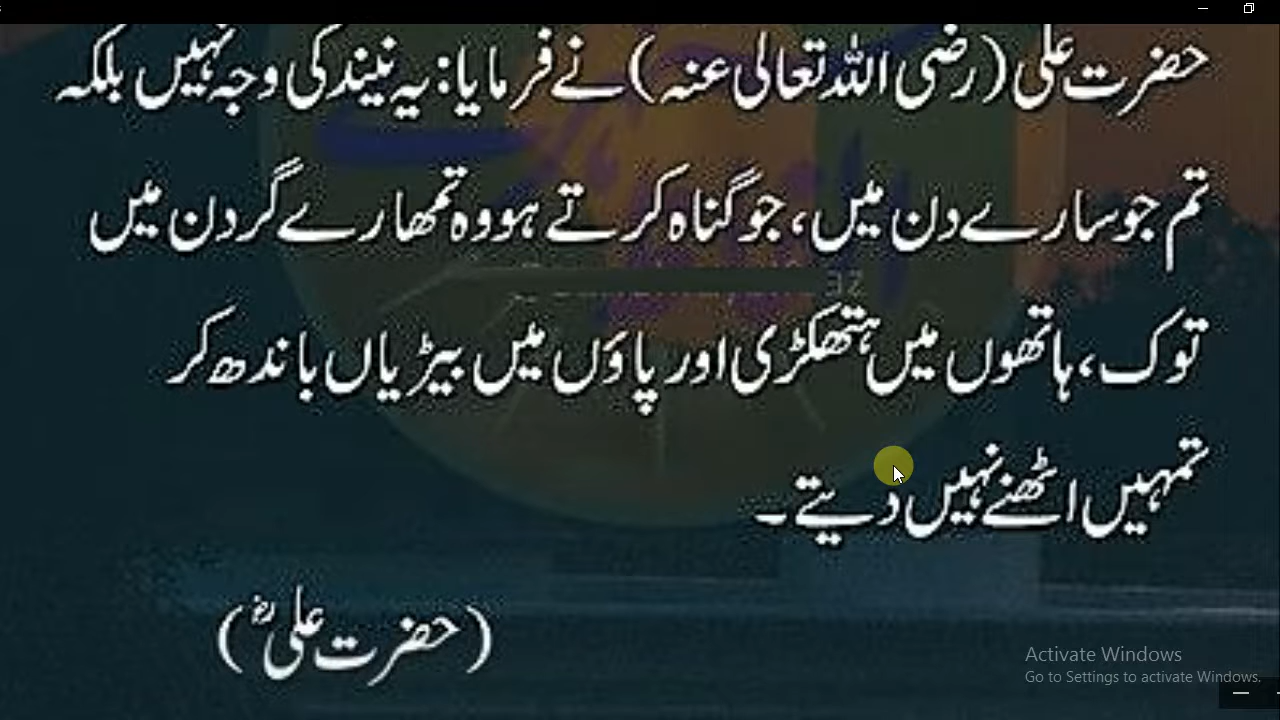 حضرت علی (رضی اللہ تعالی عنہ) نے فرمایا: یہ نیند کی وجہ نہیں بلکہ
تم جو سارے دن میں، جو گناہ کرتے ہو وہ تمھارے گردن میں
32
توک، ہاتھوں میں ہتھکڑی اور پاؤں میں بیڑیاں باندھ کر
تمہیں اٹھنے نہیں دیتے۔
(حضرت علیؓ)
Activate Windows
Go to Settings to activate Windows.